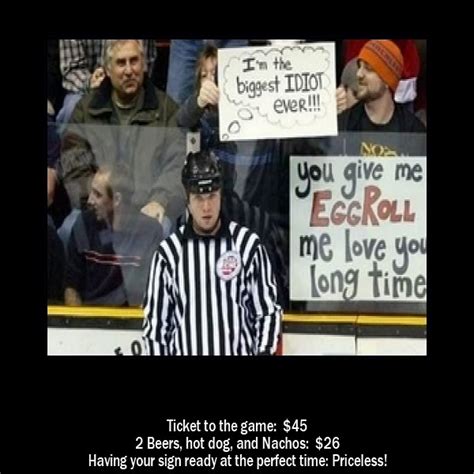 I'm the
biggest IDIOT
ever!!!
NO
you give me
EGGROLL
me love you
long time
Ticket to the game: $45
2 Beers, hot dog, and Nachos: $26
Having your sign ready at the perfect time: Priceless!